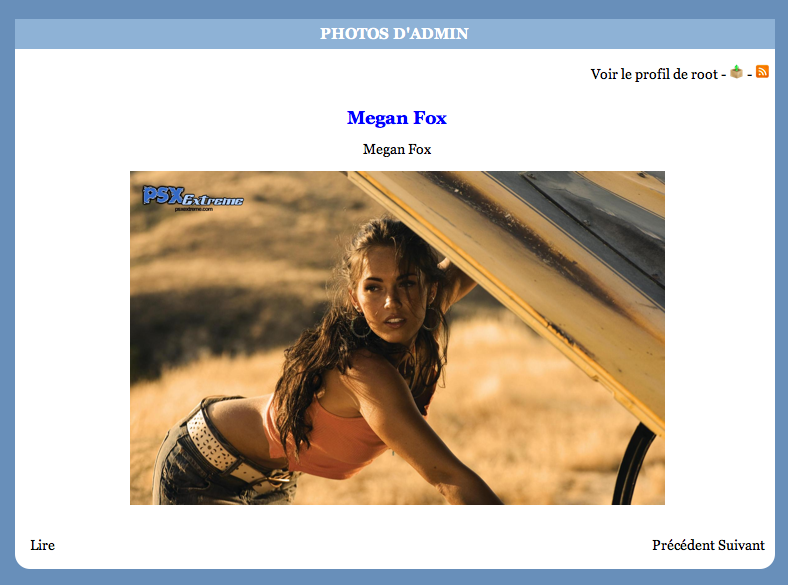 PHOTOS D'ADMIN
Voir le profil de root - -
Megan Fox
Megan Fox
PSX Extreme
psxextreme.com
Lire
Précédent Suivant